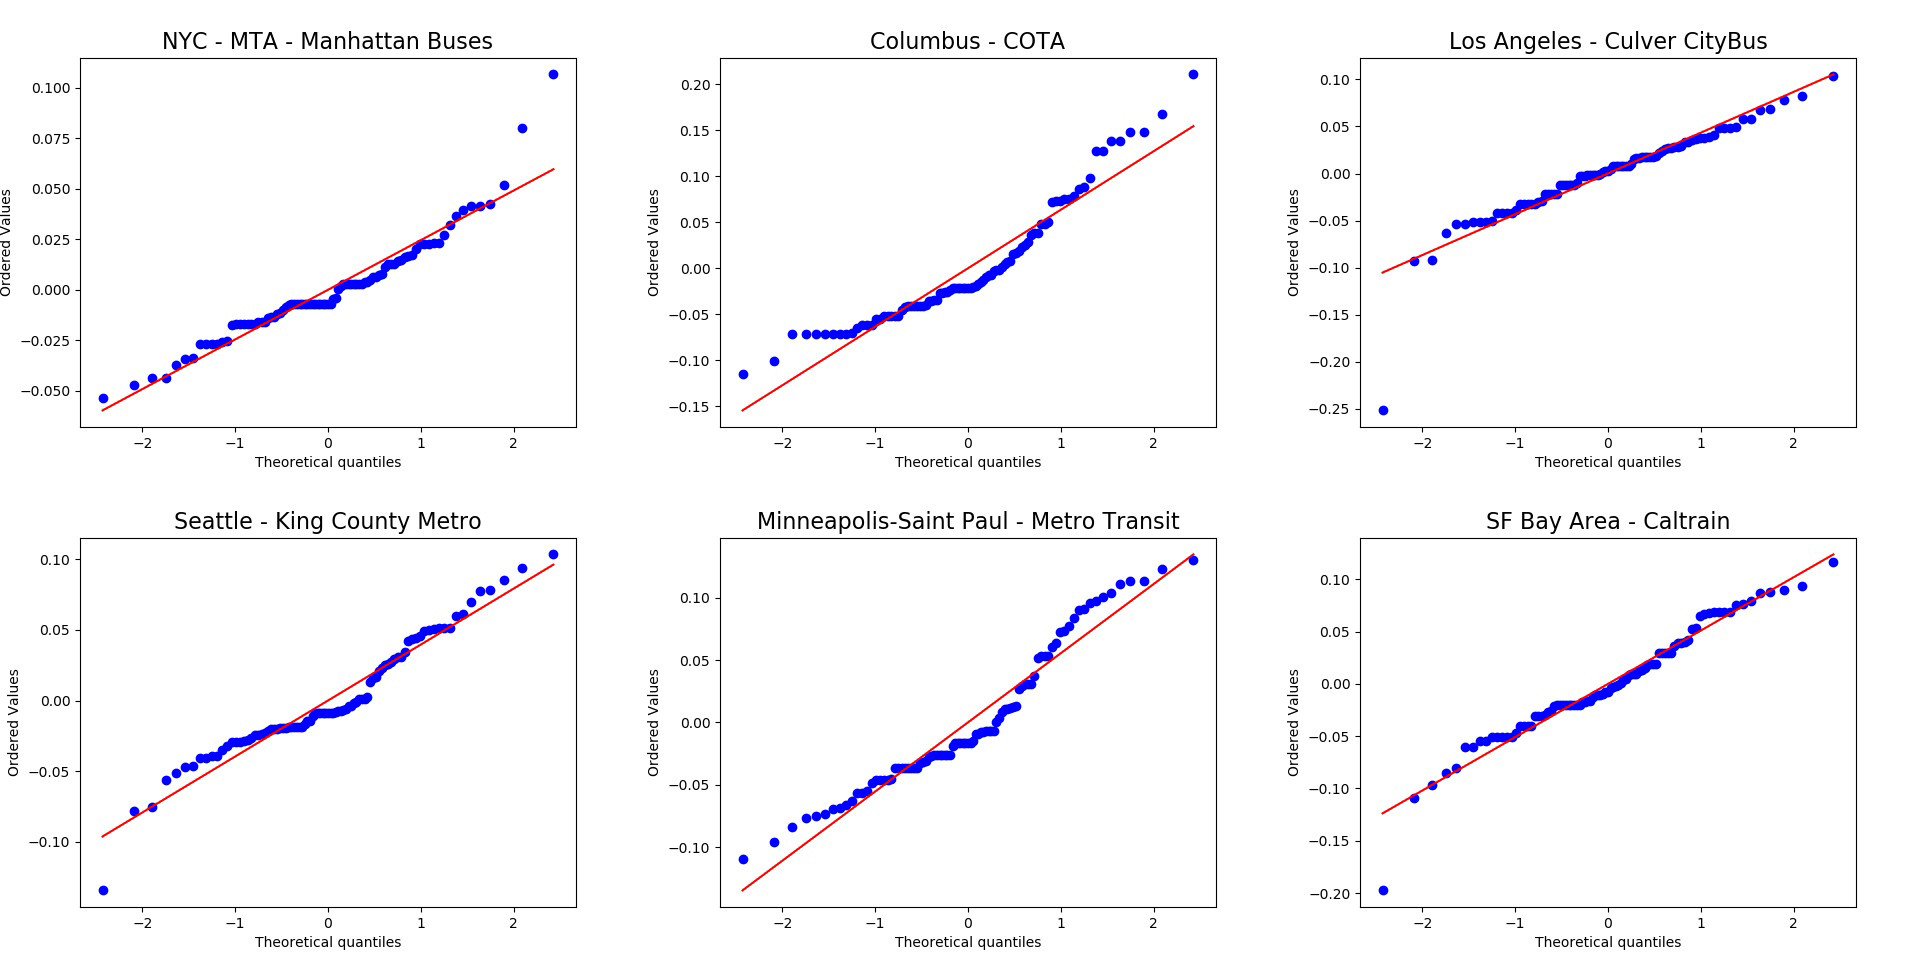 NYC - MTA - Manhattan Buses
Ordered Values
0.100
0.075
0.050
0.025
0.000
−0.025
−0.050
−2 −1 0 1 2
Theoretical quantiles
Columbus - COTA
Ordered Values
0.20
0.15
0.10
0.05
0.00
−0.05
−0.10
−0.15
−2 −1 0 1 2
Theoretical quantiles
Los Angeles - Culver CityBus
Ordered Values
0.10
0.05
0.00
−0.05
−0.10
−0.15
−0.20
−0.25
−2 −1 0 1 2
Theoretical quantiles
Seattle - King County Metro
Ordered Values
0.10
0.05
0.00
−0.05
−0.10
−2 −1 0 1 2
Theoretical quantiles
Minneapolis-Saint Paul - Metro Transit
Ordered Values
0.10
0.05
0.00
−0.05
−0.10
−2 −1 0 1 2
Theoretical quantiles
SF Bay Area - Caltrain
Ordered Values
0.10
0.05
0.00
−0.05
−0.10
−0.15
−0.20
−2 −1 0 1 2
Theoretical quantiles